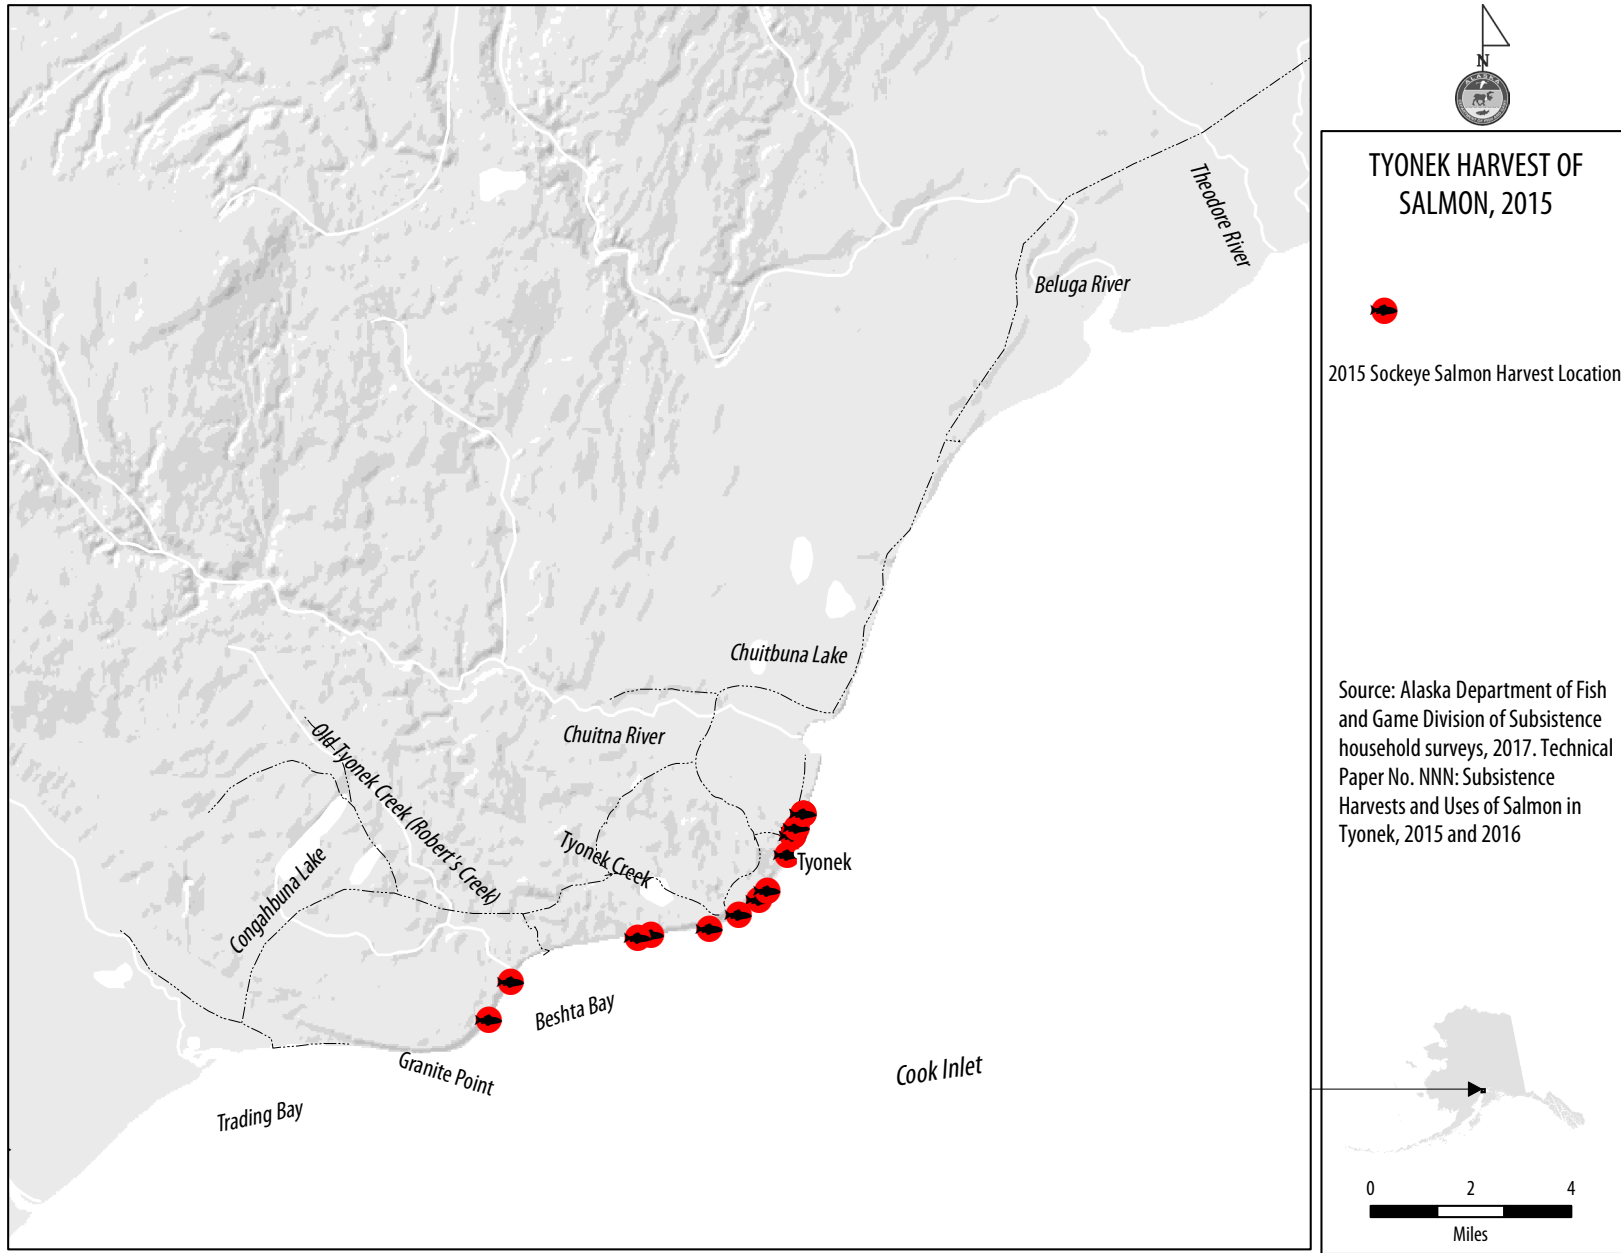 N
ALASKA
TYONEK HARVEST OF
SALMON, 2015
2015 Sockeye Salmon Harvest Location
Source: Alaska Department of Fish
and Game Division of Subsistence
household surveys, 2017. Technical
Paper No. NNN: Subsistence
Harvests and Uses of Salmon in
Tyonek, 2015 and 2016
0 2 4
Miles
Theodore River
Beluga River
Chuitbuna Lake
Chuitna River
Old Tyonek Creek (Robert's Creek)
Congahbuna Lake
Tyonek Creek
Tyonek
Beshta Bay
Granite Point
Cook Inlet
Trading Bay